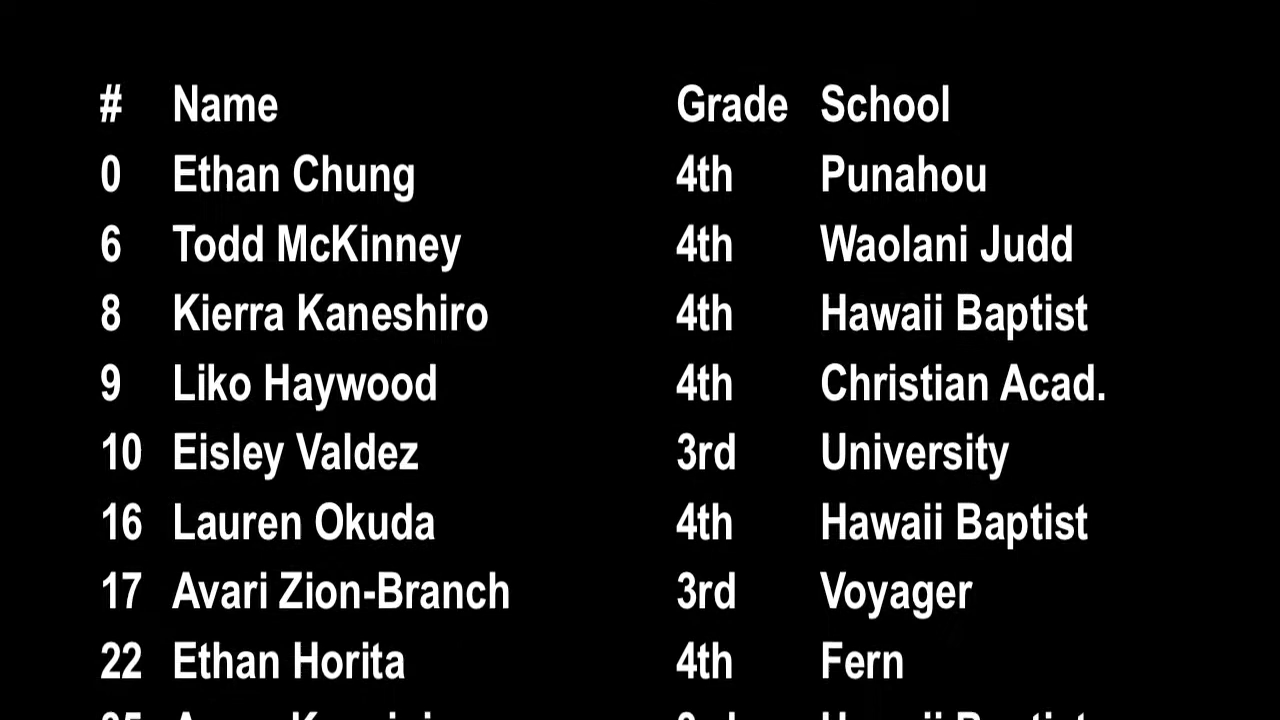 # Name Grade School
0 Ethan Chung 4th Punahou
6 Todd McKinney 4th Waolani Judd
8 Kierra Kaneshiro 4th Hawaii Baptist
9 Liko Haywood 4th Christian Acad.
10 Eisley Valdez 3rd University
16 Lauren Okuda 4th Hawaii Baptist
17 Avari Zion-Branch 3rd Voyager
22 Ethan Horita 4th Fern
Hawaii Baptist